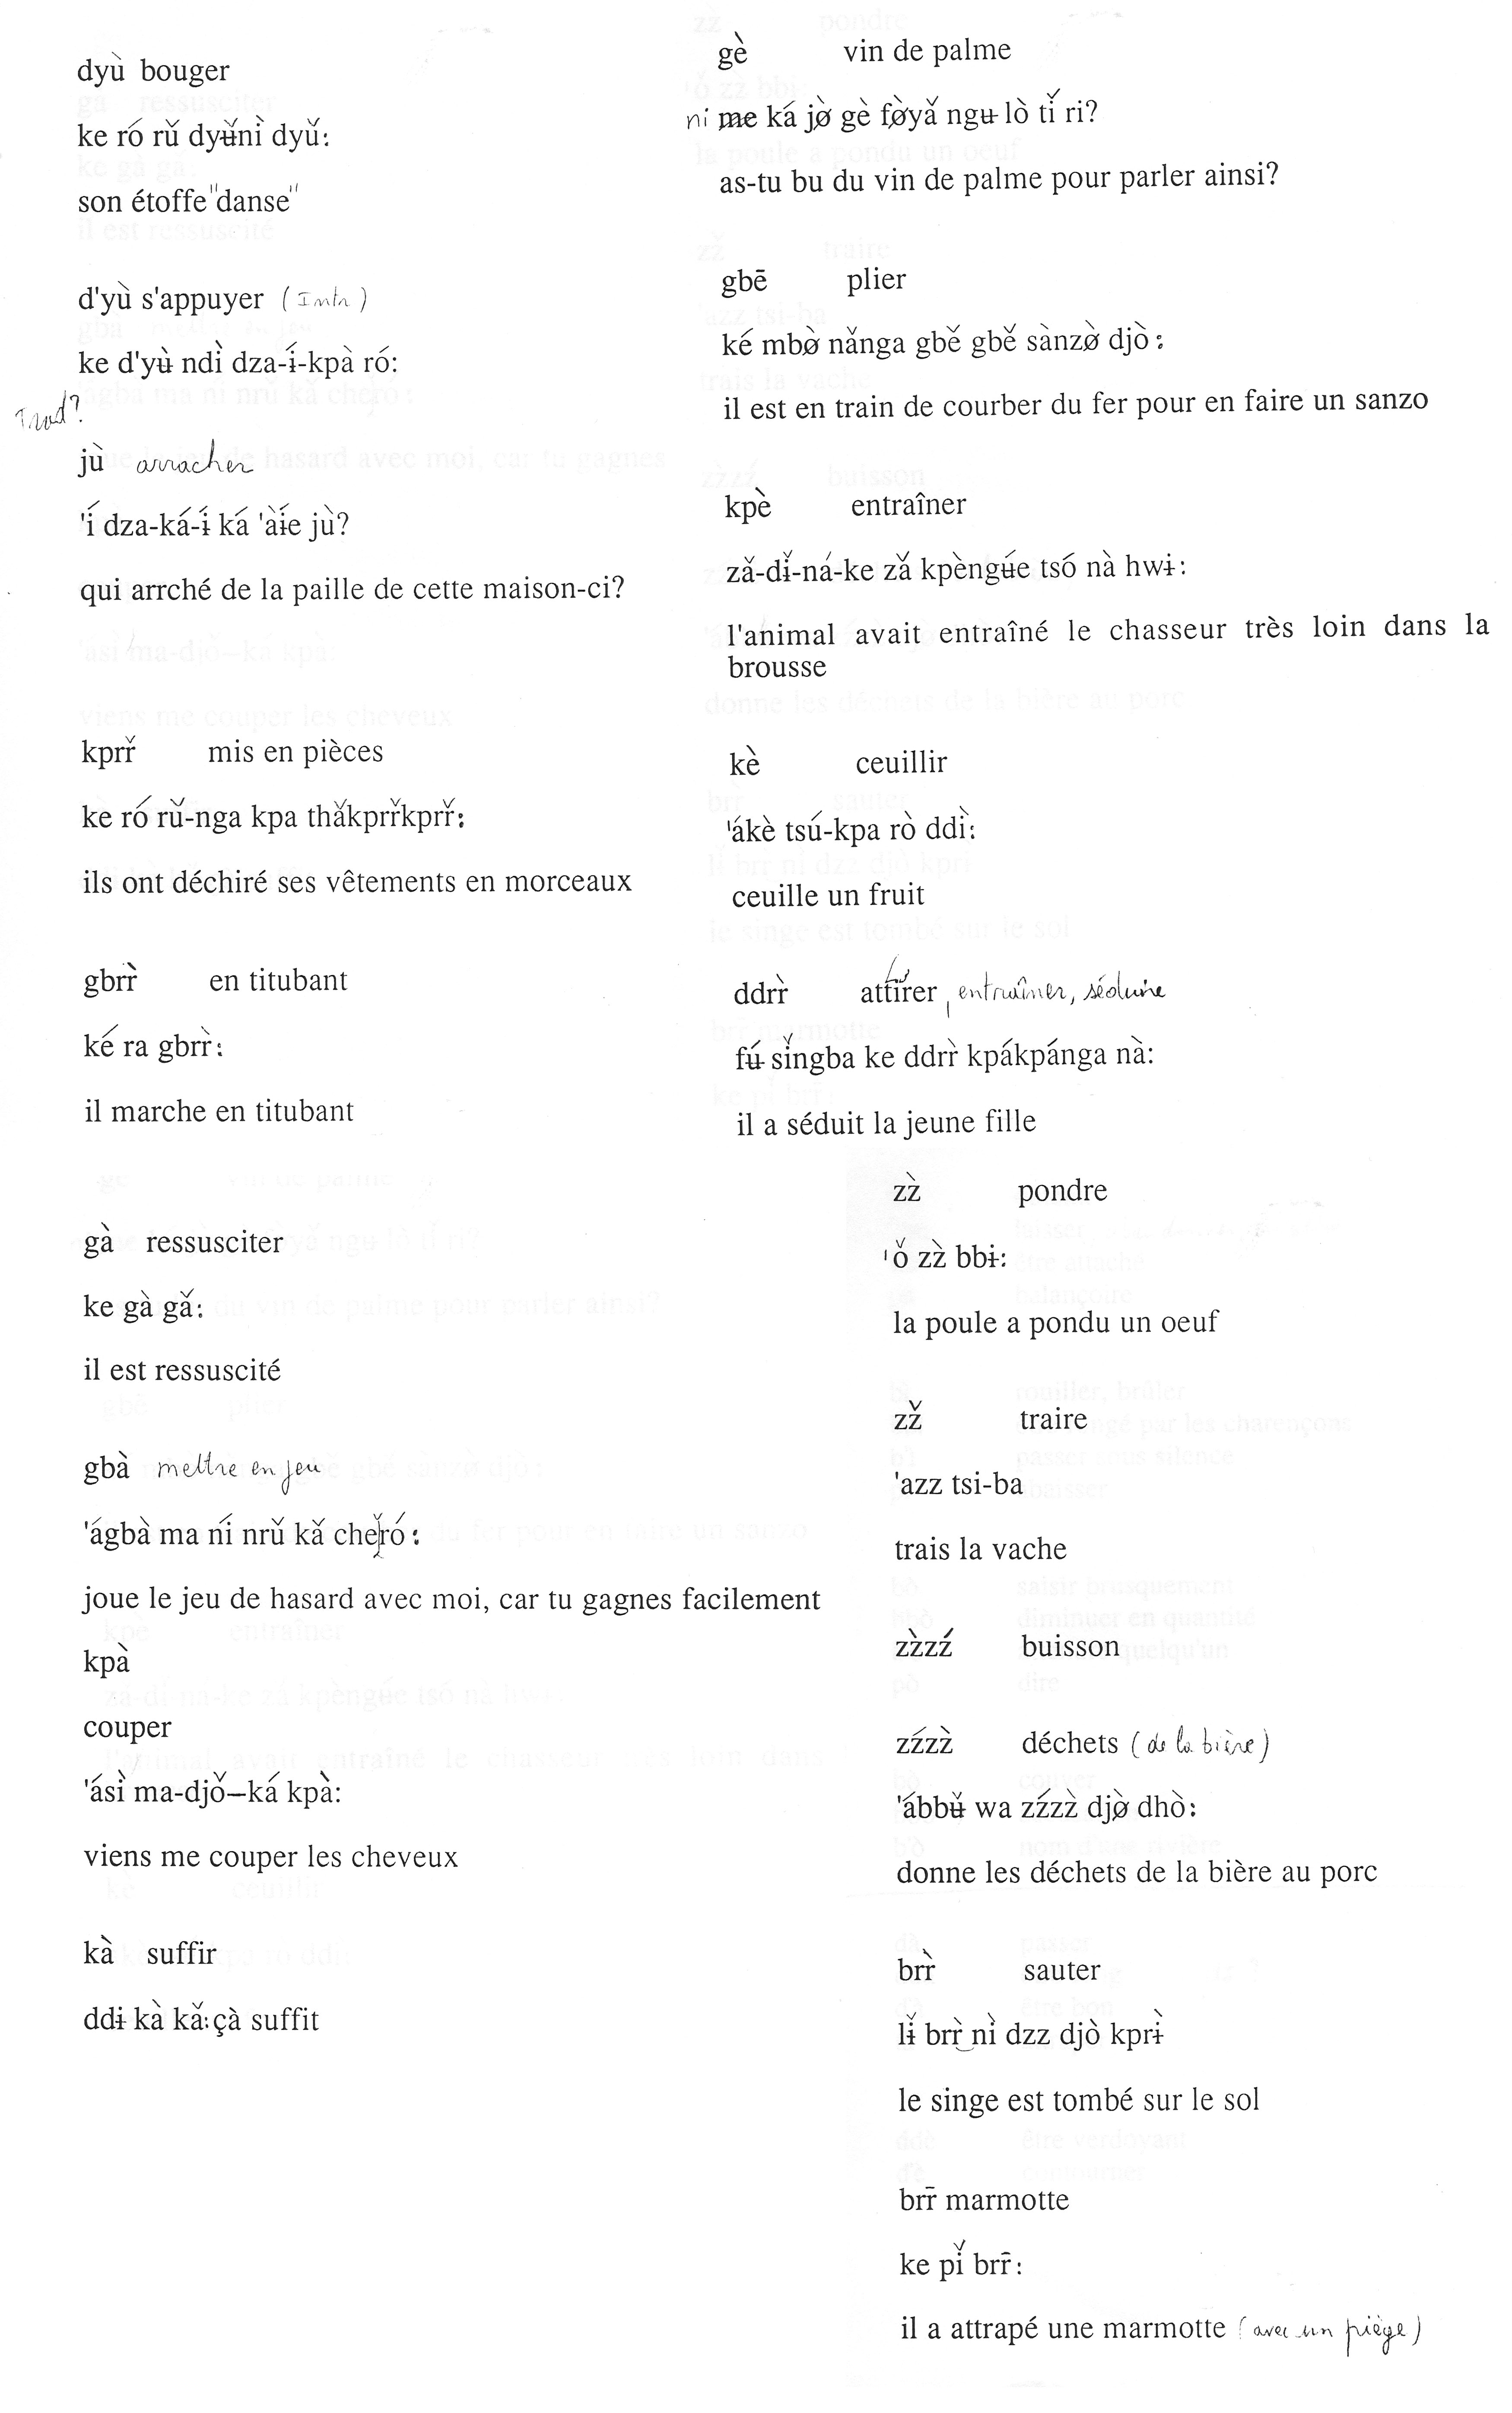 dyù bouger
ke ró rǔ dyʉ̌nì dyǔ:
son étoffe "danse"
d'yù s'appuyer (Intr)
ke d'yʉ̀ ndì dza-ɨ́-kpà ró:
Trad?
jù arracher
'ɨ́ dza-ká-ɨ́ ká 'àɨ́e jù?
qui arrché de la paille de cette maison-ci?
kprř mis en pièces
ke ró rǔ-nga kpa thǎkprřkprř:
ils ont déchiré ses vêtements en morceaux
gbrr̀ en titubant
ké ra gbrr̀:
il marche en titubant
gà ressusciter
ke gà gǎ:
il est ressuscité
gbà mettre en jeu
'ágbà ma ní nrǔ kǎ cheřó:
joue le jeu de hasard avec moi, car tu gagnes facilement
kpà
couper
'ásì ma-djǒ–ká kpà:
viens me couper les cheveux
kà suffir
ddɨ kà kǎ:çà suffit
gè vin de palme
ni me ká jø̀ gè fø̀yǎ ngʉ lò tǐ ri?
as-tu bu du vin de palme pour parler ainsi?
gbē plier
ké mbø̀ nǎnga gbě gbě sànzø̀ djò:
il est en train de courber du fer pour en faire un sanzo
kpè entraîner
zǎ-dɨ̌-ná-ke zǎ kpèngʉ́e tsó nà hwɨ:
l'animal avait entraîné le chasseur très loin dans la
brousse
kè ceuillir
'ákè tsú-kpa rò ddì:
ceuille un fruit
ddrr̀ attirer, entraîner, séduire
fʉ́ sǐngba ke ddrr̀ kpákpánga nà:
il a séduit la jeune fille
zz̀ pondre
'ǒ zz̀ bbɨ:
la poule a pondu un oeuf
zž traire
'azz tsi-ba
trais la vache
zz̀zź buisson
zźzz̀ déchets (de la bière)
'ábbʉ̌ wa zźzz̀ djø̀ dhò:
donne les déchets de la bière au porc
brr̀ sauter
lɨ̌ brr̀ nì dzz djò kprɨ̀
le singe est tombé sur le sol
brr̄ marmotte
ke pǐ brr̄:
il a attrapé une marmotte (avec un piège)